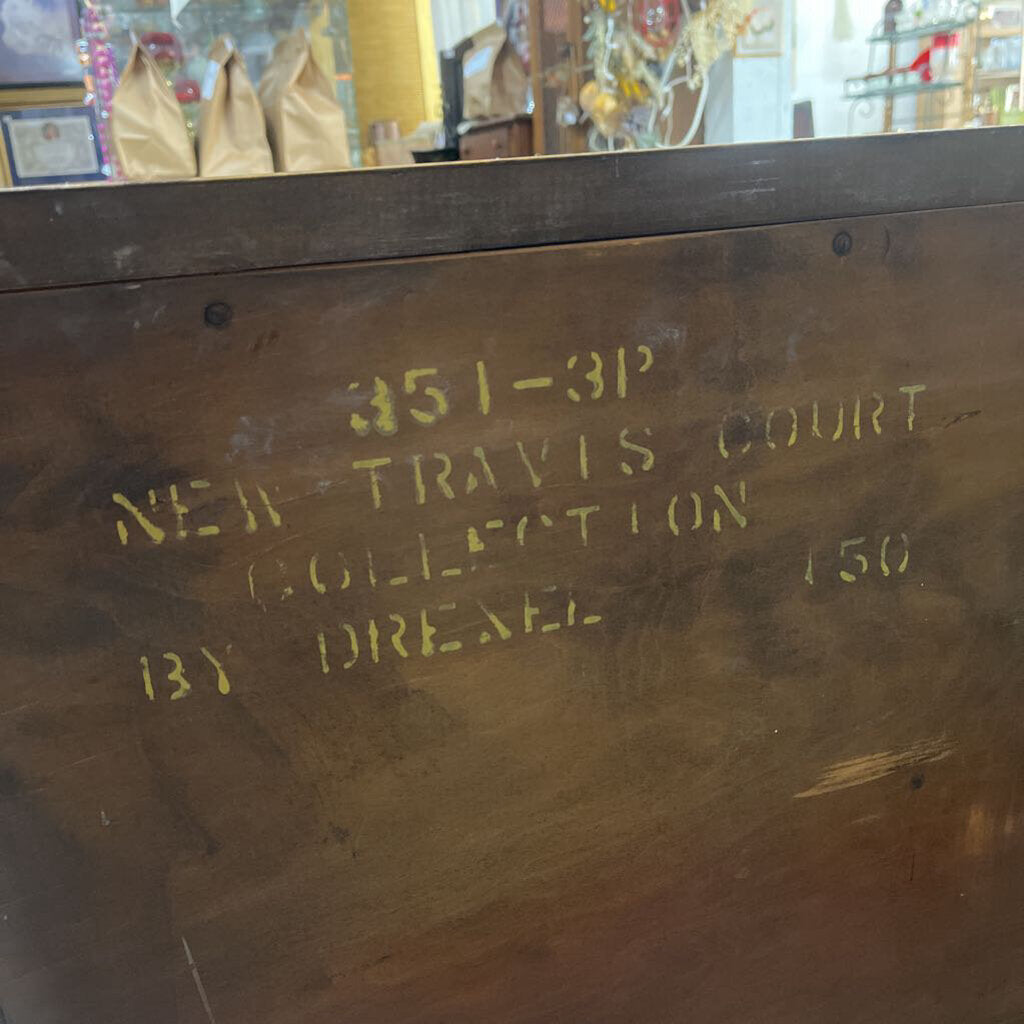 351-3P
NEW TRAVIS COURT
COLLECTION
BY DREXEL 150